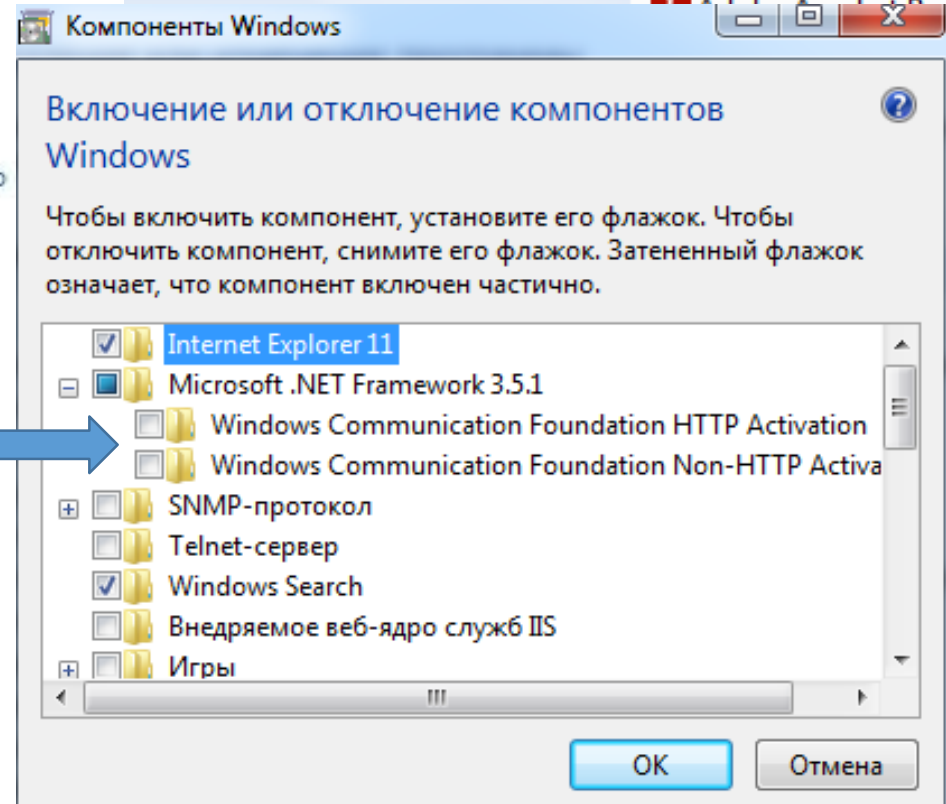 Компоненты Windows
Включение или отключение компонентов
Windows
Чтобы включить компонент, установите его флажок. Чтобы
отключить компонент, снимите его флажок. Затененный флажок
означает, что компонент включен частично.
Internet Explorer 11
Microsoft .NET Framework 3.5.1
Windows Communication Foundation HTTP Activation
Windows Communication Foundation Non-HTTP Activa
SNMP-протокол
Telnet-сервер
Windows Search
Внедряемое веб-ядро служб IIS
Игры
OK
Отмена